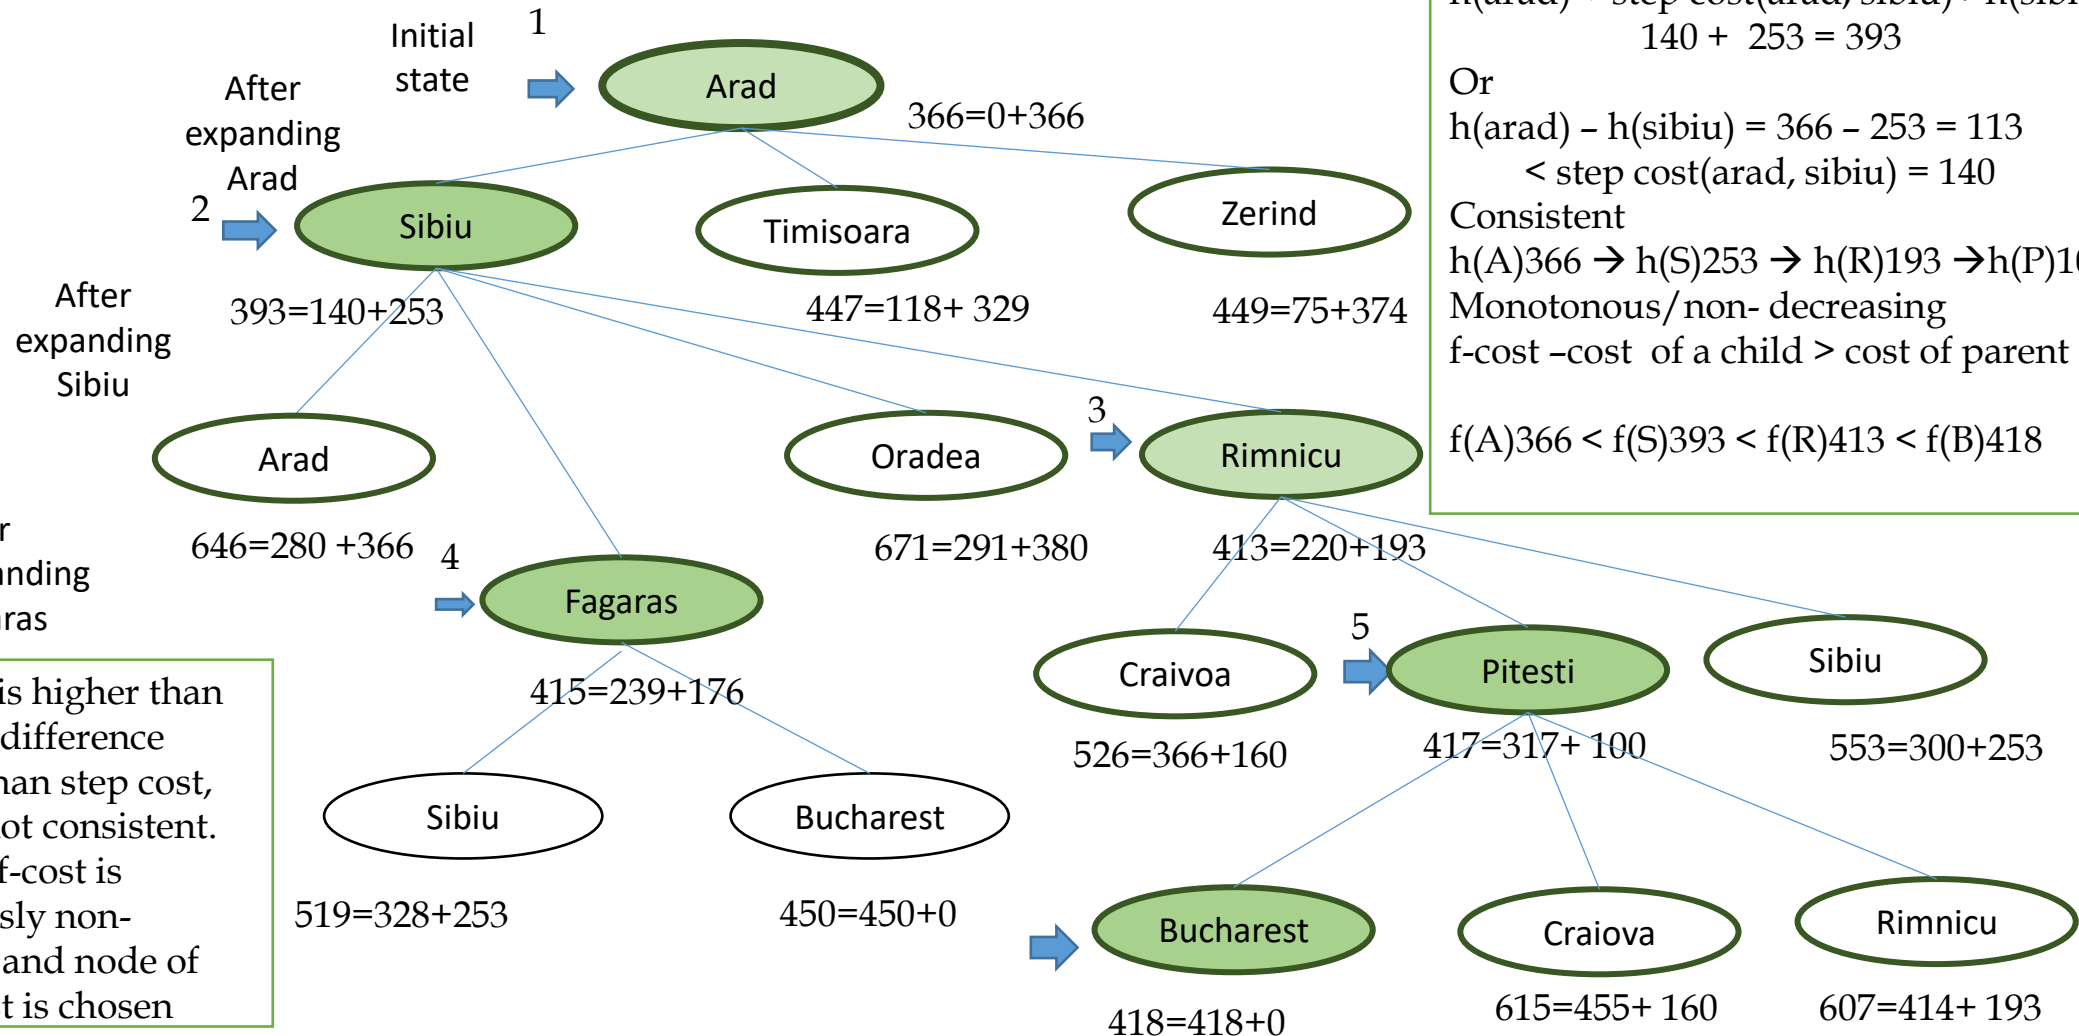 Initial
state
1
Arad
366=0+366
After
expanding
Arad
2
Sibiu
393=140+253
Timisoara
447=118+ 329
Zerind
449=75+374
After
expanding
Sibiu
Arad
646=280 +366
Oradea
671=291+380
3
Rimnicu
413=220+193
4
Fagaras
415=239+176
Craivoa
526=366+160
5
Pitesti
417=317+ 100
Sibiu
553=300+253
Sibiu
519=328+253
Bucharest
450=450+0
Bucharest
418=418+0
Craiova
615=455+ 160
Rimnicu
607=414+ 193
140 + 253 = 393
Or
h(arad) – h(sibiu) = 366 – 253 = 113
< step cost(arad, sibiu) = 140
Consistent
h(A)366 → h(S)253 → h(R)193 →h(P)10
Monotonous/non- decreasing
f-cost –cost of a child > cost of parent
f(A)366 < f(S)393 < f(R)413 < f(B)418
is higher than
difference
than step cost,
not consistent.
f-cost is
non-
and node of
is chosen